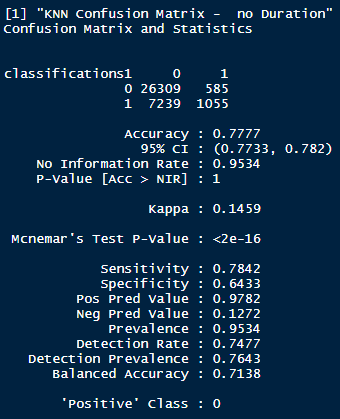 [1] "KNN Confusion Matrix -  no Duration"
Confusion Matrix and Statistics
classifications1     0     1
               0 26309   585
               1  7239  1055
Accuracy : 0.7777
95% CI : (0.7733, 0.782)
No Information Rate : 0.9534
P-Value [Acc > NIR] : 1
Kappa : 0.1459
Mcnemar's Test P-Value : <2e-16
Sensitivity : 0.7842
Specificity : 0.6433
Pos Pred Value : 0.9782
Neg Pred Value : 0.1272
Prevalence : 0.9534
Detection Rate : 0.7477
Detection Prevalence : 0.7643
Balanced Accuracy : 0.7138
'Positive' Class : 0